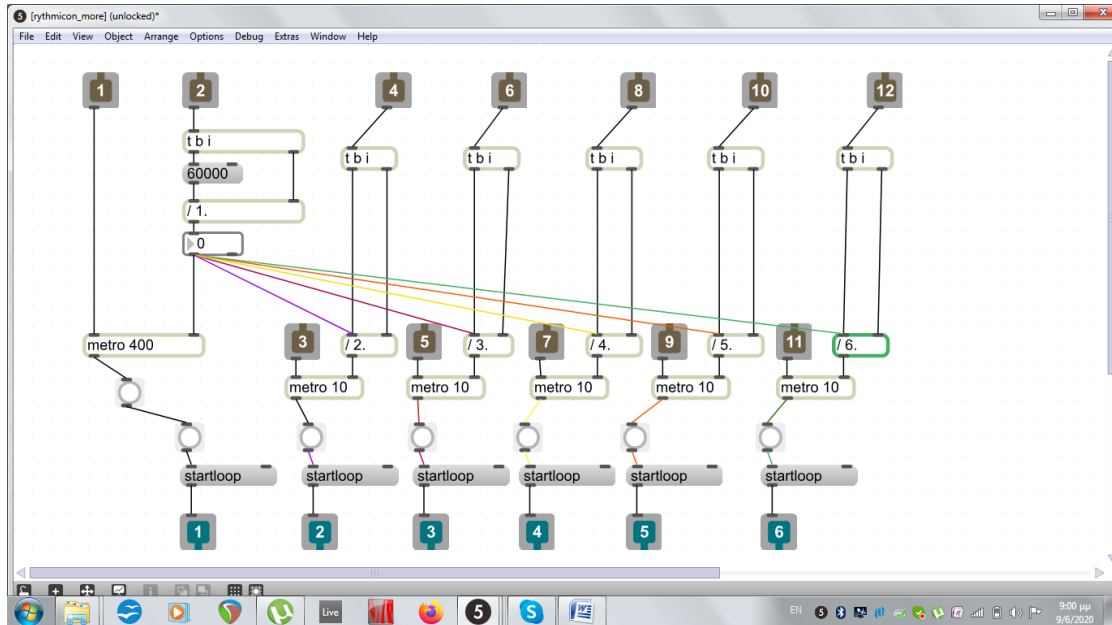 5 [rythmicon_more] (unlocked)*
File Edit View Object Arrange Options Debug Extras Window Help
1 2 4 6 8 10 12
t b i
t b i t b i t b i t b i t b i
60000
/ 1.
0
3 5 7 9 11
metro 400 / 2. / 3. / 4. / 5. / 6.
metro 10 metro 10 metro 10 metro 10 metro 10
startloop startloop startloop startloop startloop startloop
1 2 3 4 5 6
Live 5 S W EN 5 9:00 μμ
9/6/2020